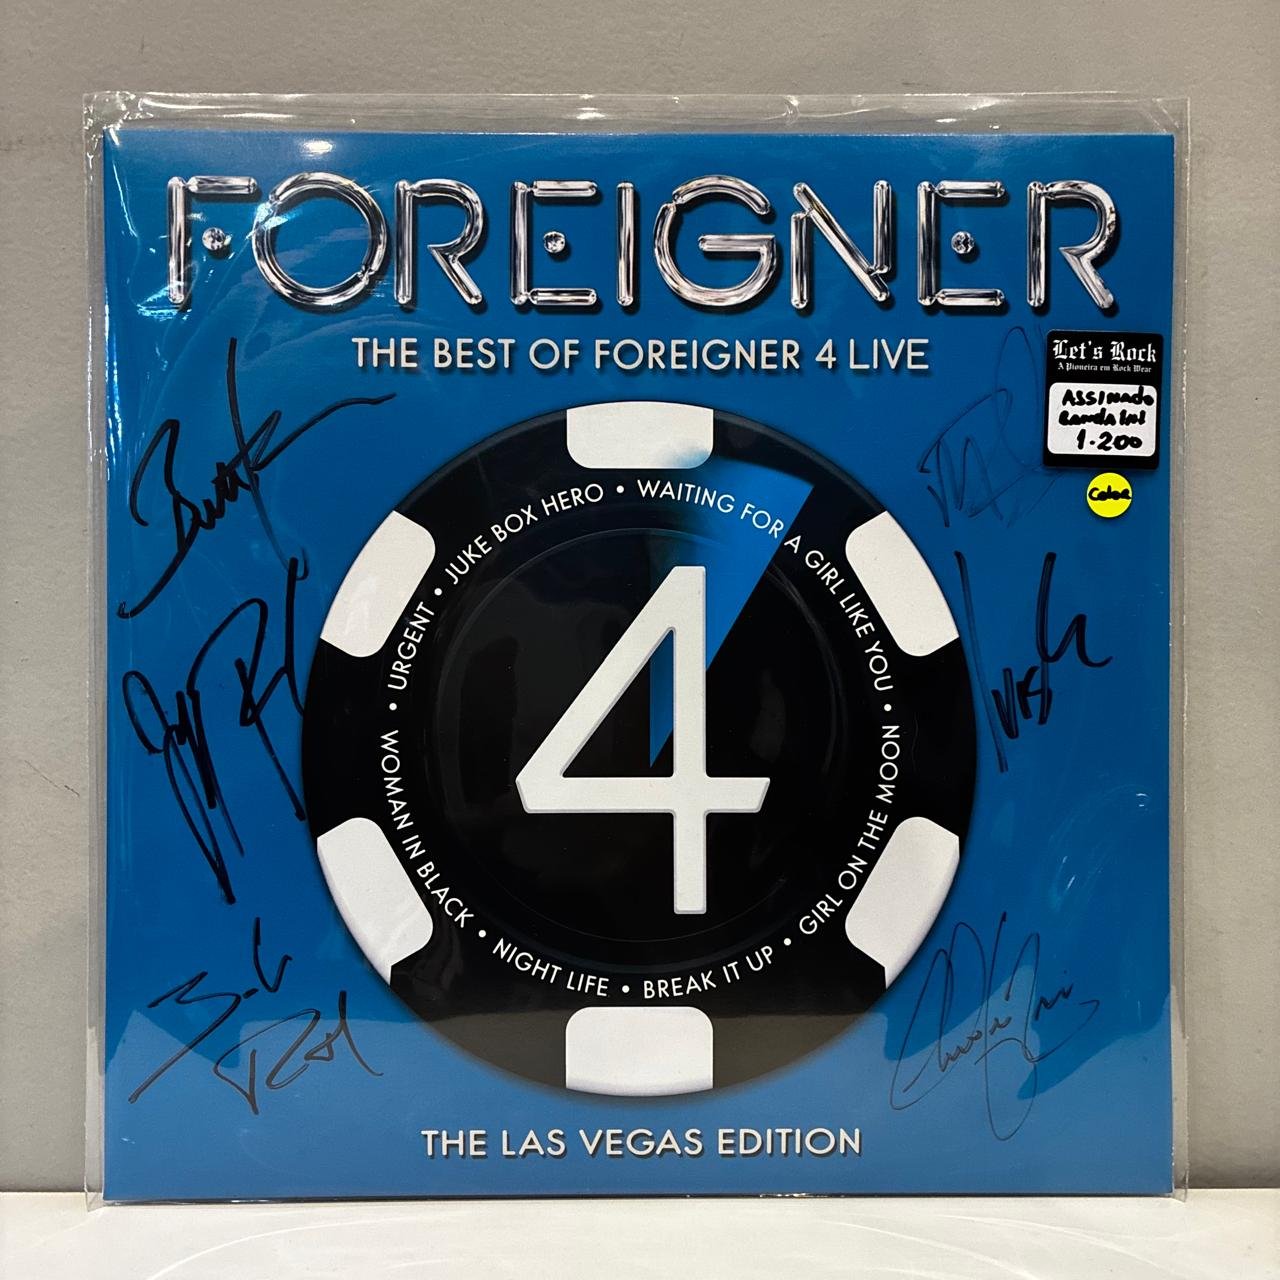 FOREIGNER
THE BEST OF FOREIGNER 4 LIVE
Let's Rock
A Pioneira em Rock Wear
ASSINADO
BANDA
1.200
Color
JUKE BOX HERO • WAITING FOR A GIRL LIKE YOU • GIRL ON THE MOON • BREAK IT UP • NIGHT LIFE • WOMAN IN BLACK • URGENT •
4
THE LAS VEGAS EDITION